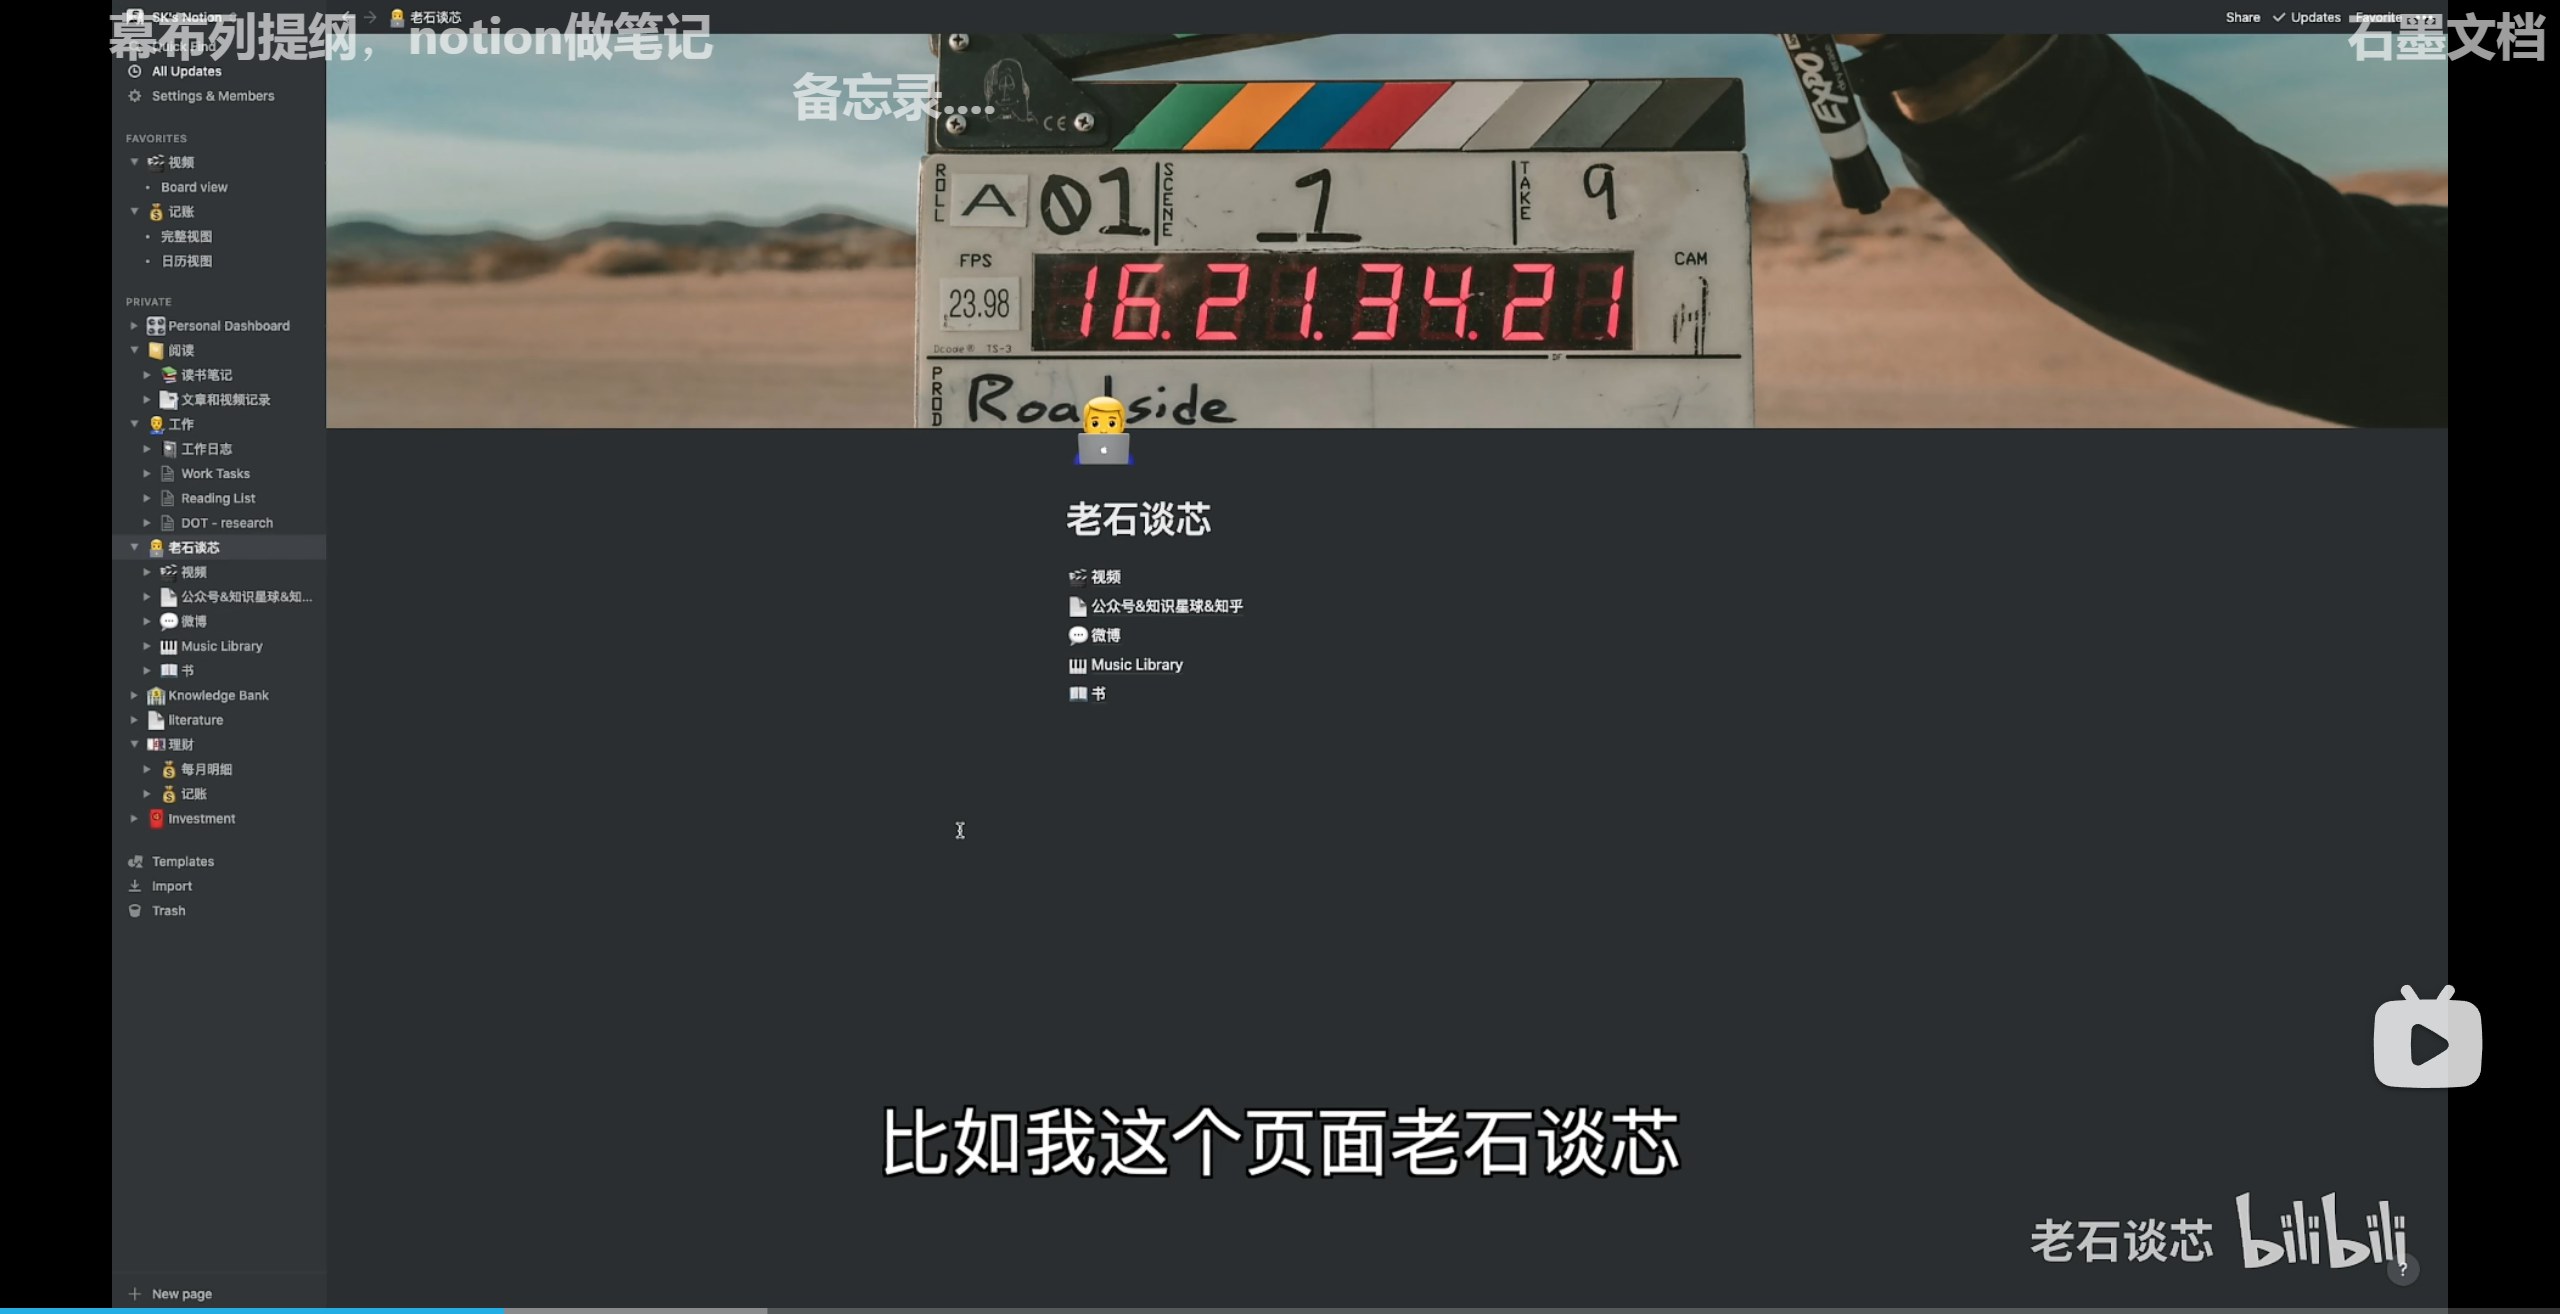 SK's Notion
老石谈芯
Share
Updates
Favorite
幕布列提纲，notion做笔记
石墨文档
备忘录....
Quick Find
All Updates
Settings & Members
FAVORITES
视频
Board view
记账
完整视图
日历视图
PRIVATE
Personal Dashboard
阅读
读书笔记
文章和视频记录
工作
工作日志
Work Tasks
Reading List
DOT - research
老石谈芯
视频
公众号&知识星球&知...
微博
Music Library
书
Knowledge Bank
literature
理财
每月明细
记账
Investment
Templates
Import
Trash
New page
EXPO
CE
ROLL
A 01
SCENE
1
TAKE
9
FPS
23.98
16.21.34.21
CAM
Dcode® TS-3
PROD
Roadside
老石谈芯
视频
公众号&知识星球&知乎
微博
Music Library
书
比如我这个页面老石谈芯
老石谈芯 bilibili
?